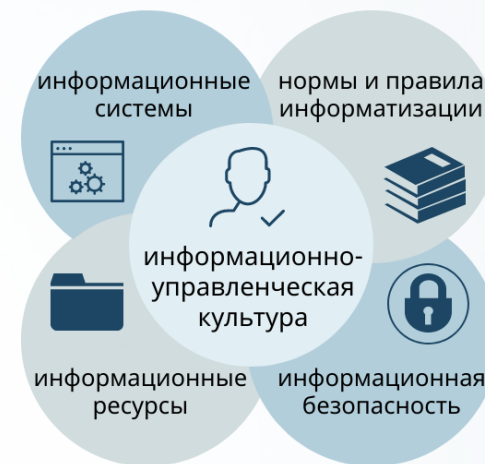 информационные
системы
нормы и правила
информатизации
информационно-
управленческая
культура
информационные
ресурсы
информационная
безопасность